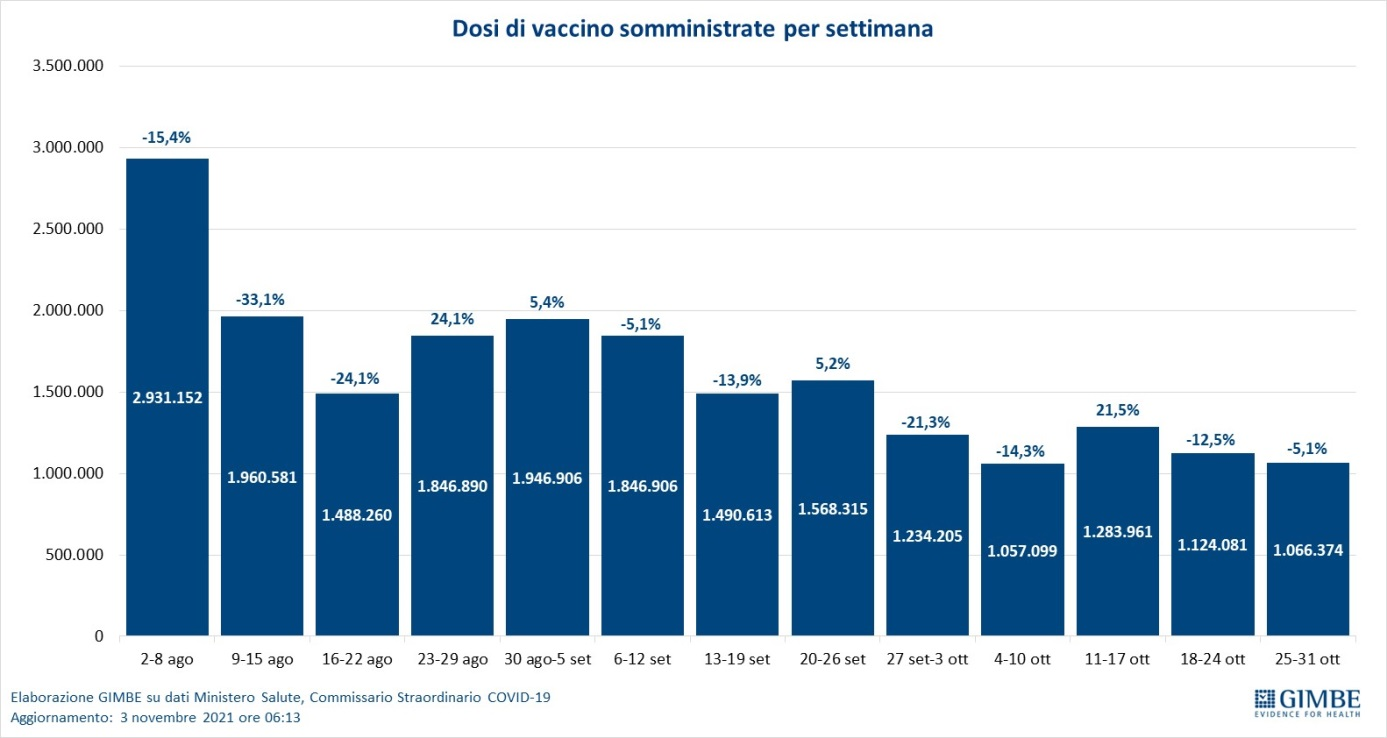 Dosi di vaccino somministrate per settimana
3.500.000
3.000.000
2.500.000
2.000.000
1.500.000
1.000.000
500.000
0
-15,4%
-33,1%
-24,1%
24,1%
5,4%
-5,1%
-13,9%
5,2%
-21,3%
-14,3%
21,5%
-12,5%
-5,1%
2.931.152
1.960.581
1.488.260
1.846.890
1.946.906
1.846.906
1.490.613
1.568.315
1.234.205
1.057.099
1.283.961
1.124.081
1.066.374
2-8 ago
9-15 ago
16-22 ago
23-29 ago
30 ago-5 set
6-12 set
13-19 set
20-26 set
27 set-3 ott
4-10 ott
11-17 ott
18-24 ott
25-31 ott
Elaborazione GIMBE su dati Ministero Salute, Commissario Straordinario COVID-19
Aggiornamento: 3 novembre 2021 ore 06:13
GIMBE
EVIDENCE FOR HEALTH